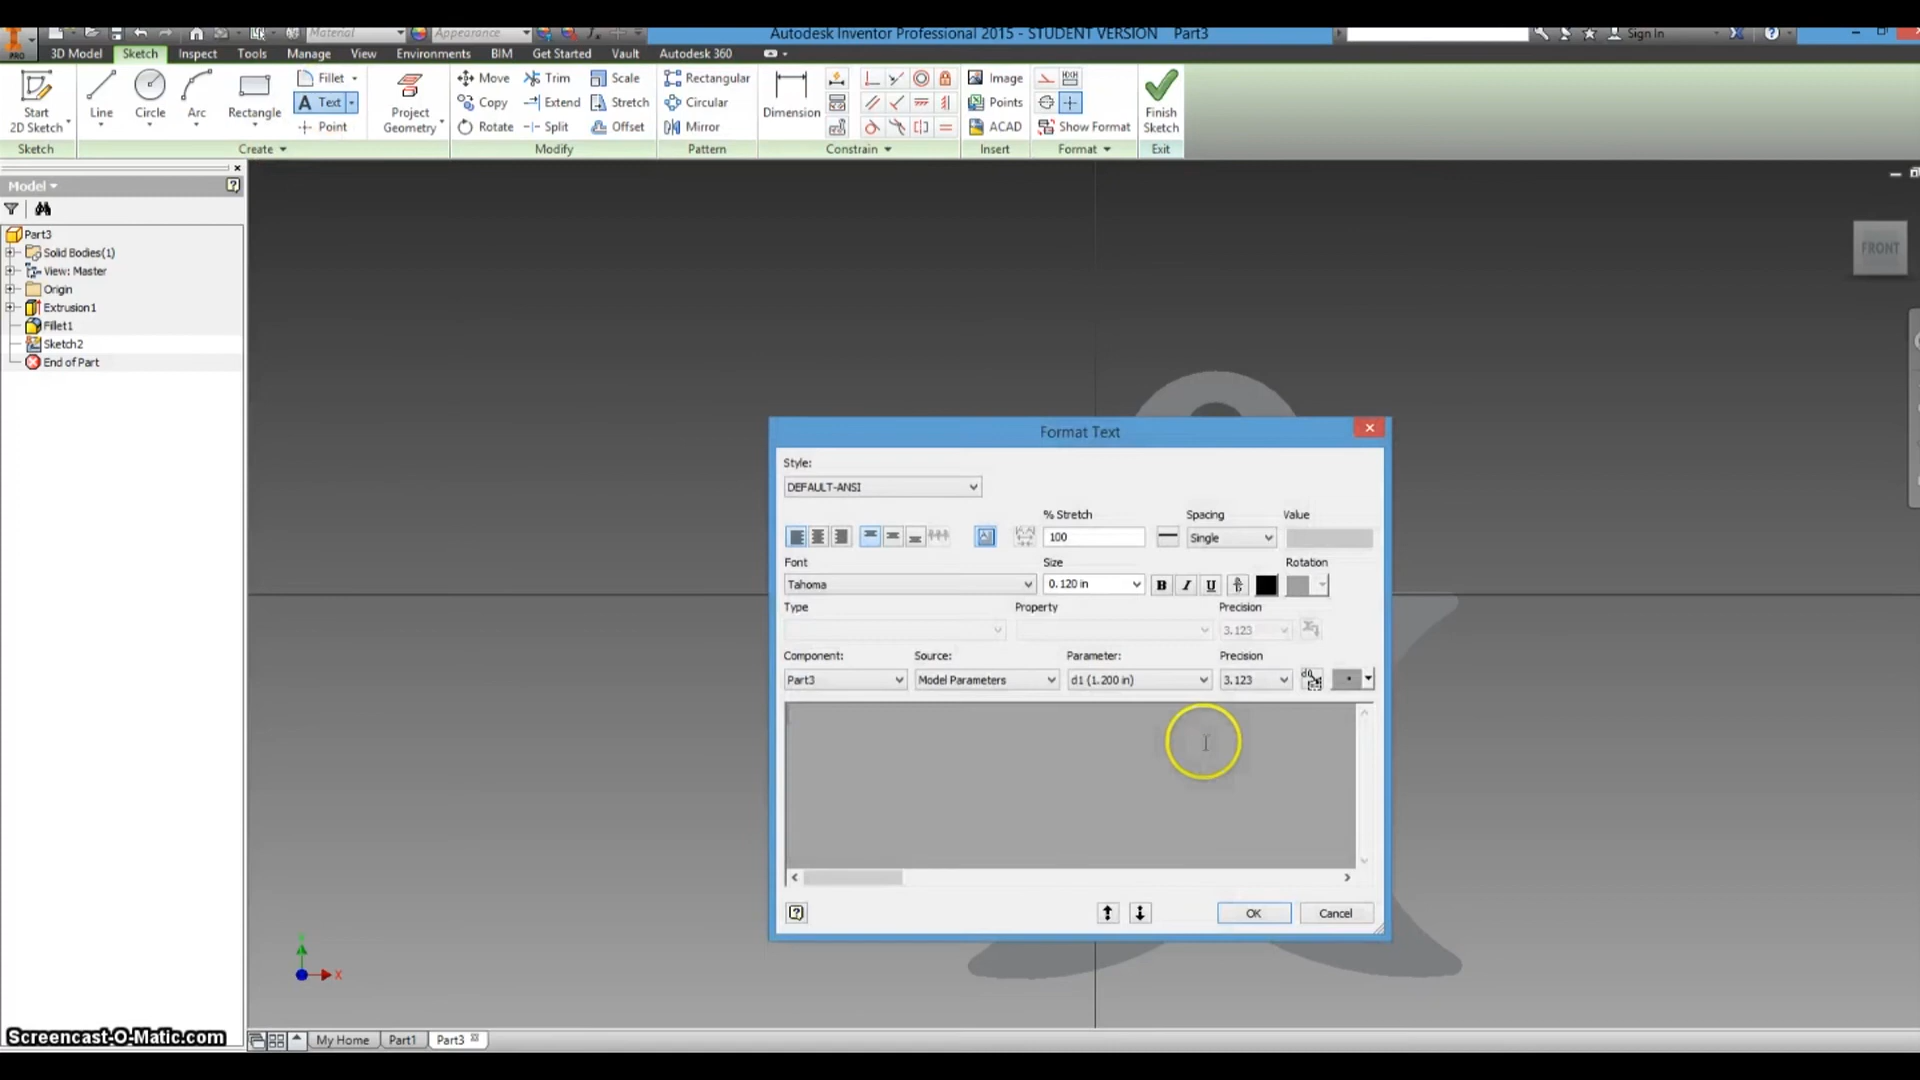 Material
Appearance
Autodesk Inventor Professional 2015 - STUDENT VERSION Part3
Sign In
PRO
3D Model Sketch Inspect Tools Manage View Environments BIM Get Started Vault Autodesk 360
Start
2D Sketch
Line
Circle
Arc
Rectangle
Fillet
Text
Point
Project
Geometry
Move
Copy
Rotate
Trim
Extend
Split
Scale
Stretch
Offset
Rectangular
Circular
Mirror
Dimension
Image
Points
ACAD
Show Format
Finish
Sketch
Sketch
Create
Modify
Pattern
Constrain
Insert
Format
Exit
Model
Part3
Solid Bodies(1)
View: Master
Origin
Extrusion1
Fillet1
Sketch2
End of Part
FRONT
Format Text
Style:
DEFAULT-ANSI
% Stretch
Spacing
Value
100
Single
Font
Size
Rotation
Tahoma
0.120 in
B I U
Type
Property
Precision
3.123
Component:
Source:
Parameter:
Precision
Part3
Model Parameters
d1 (1.200 in)
3.123
OK
Cancel
X
My Home
Part1
Part3
Screencast-O-Matic.com